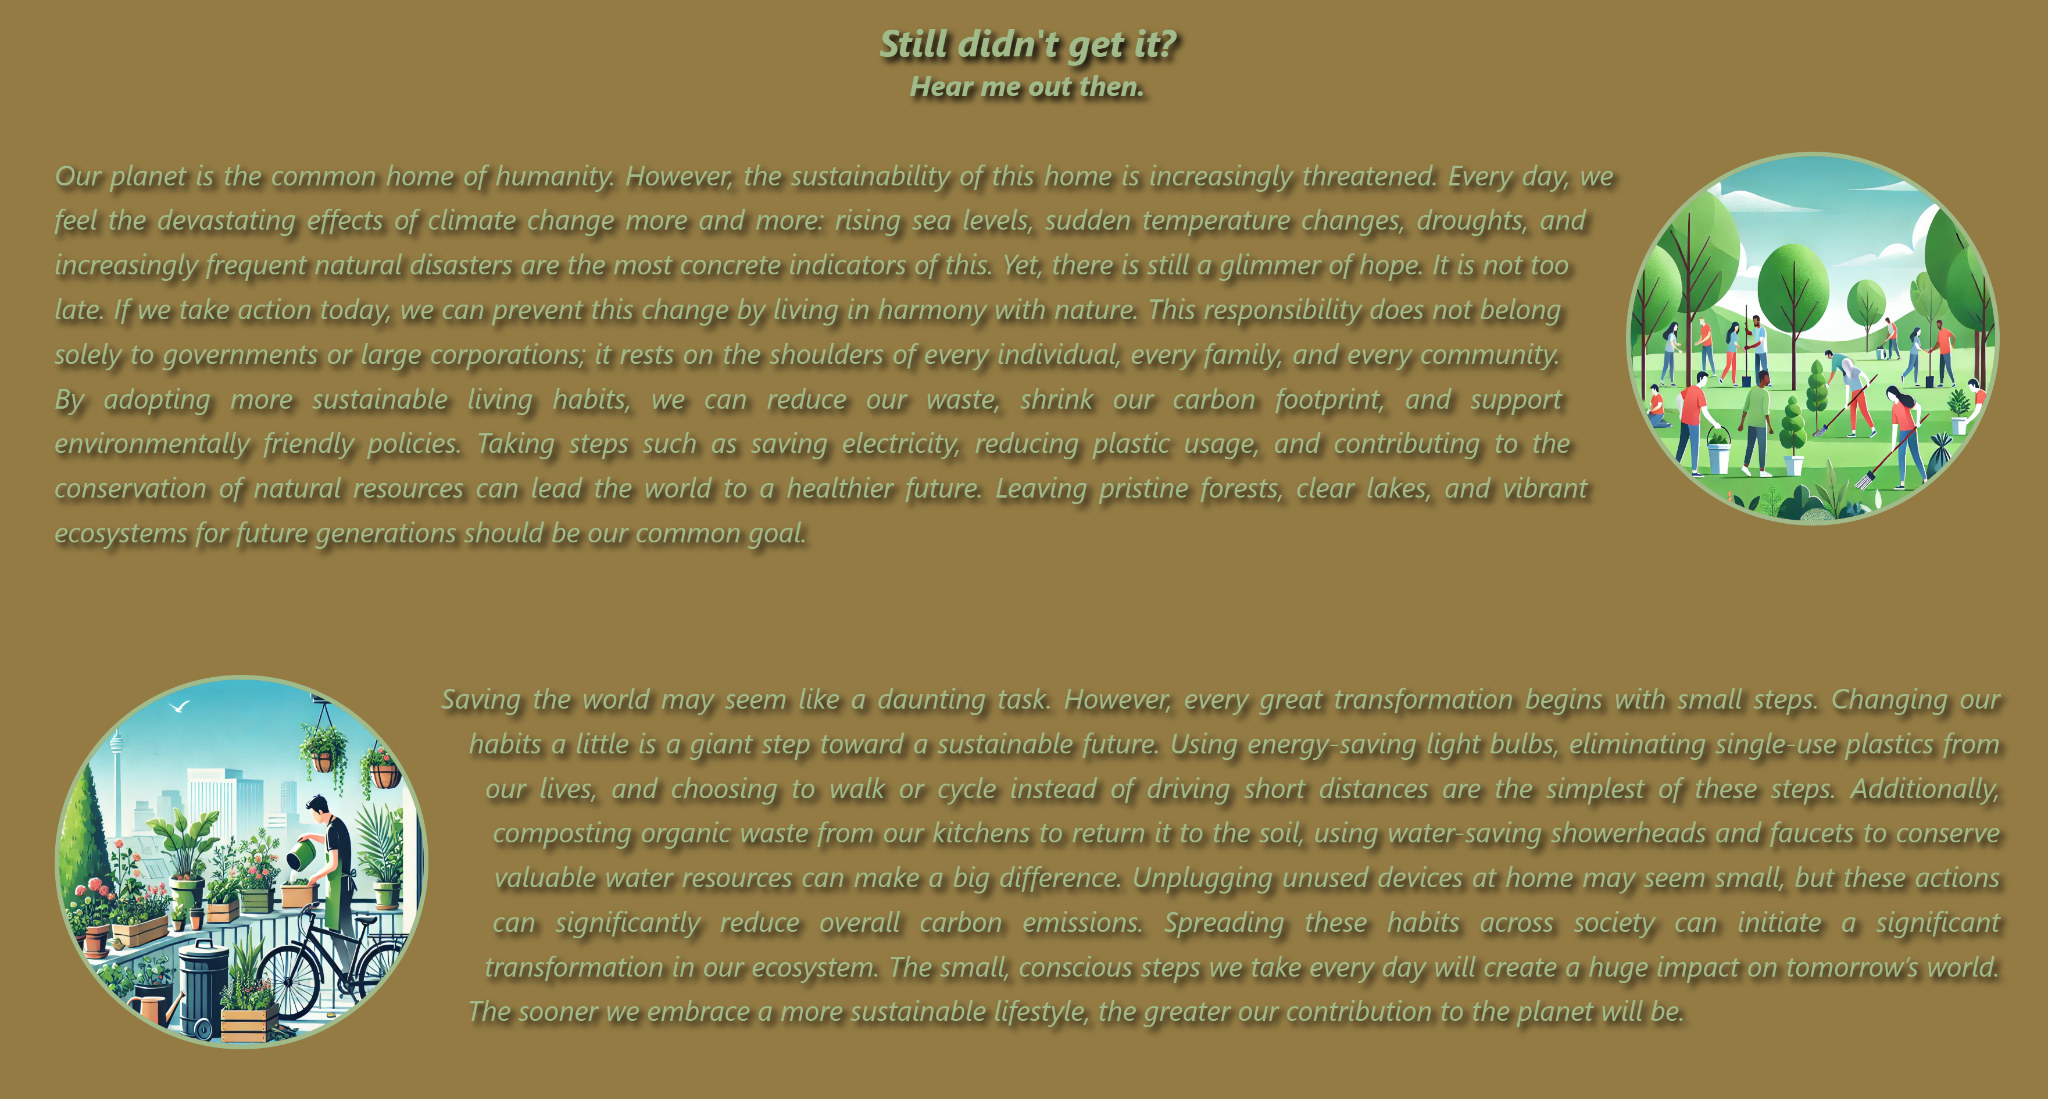 Still didn't get it?
Hear me out then.
Our planet is the common home of humanity. However, the sustainability of this home is increasingly threatened. Every day, we
feel the devastating effects of climate change more and more: rising sea levels, sudden temperature changes, droughts, and
increasingly frequent natural disasters are the most concrete indicators of this. Yet, there is still a glimmer of hope. It is not too
late. If we take action today, we can prevent this change by living in harmony with nature. This responsibility does not belong
solely to governments or large corporations; it rests on the shoulders of every individual, every family, and every community.
By adopting more sustainable living habits, we can reduce our waste, shrink our carbon footprint, and support
environmentally friendly policies. Taking steps such as saving electricity, reducing plastic usage, and contributing to the
conservation of natural resources can lead the world to a healthier future. Leaving pristine forests, clear lakes, and vibrant
ecosystems for future generations should be our common goal.
Saving the world may seem like a daunting task. However, every great transformation begins with small steps. Changing our
habits a little is a giant step toward a sustainable future. Using energy-saving light bulbs, eliminating single-use plastics from
our lives, and choosing to walk or cycle instead of driving short distances are the simplest of these steps. Additionally,
composting organic waste from our kitchens to return it to the soil, using water-saving showerheads and faucets to conserve
valuable water resources can make a big difference. Unplugging unused devices at home may seem small, but these actions
can significantly reduce overall carbon emissions. Spreading these habits across society can initiate a significant
transformation in our ecosystem. The small, conscious steps we take every day will create a huge impact on tomorrow's world.
The sooner we embrace a more sustainable lifestyle, the greater our contribution to the planet will be.